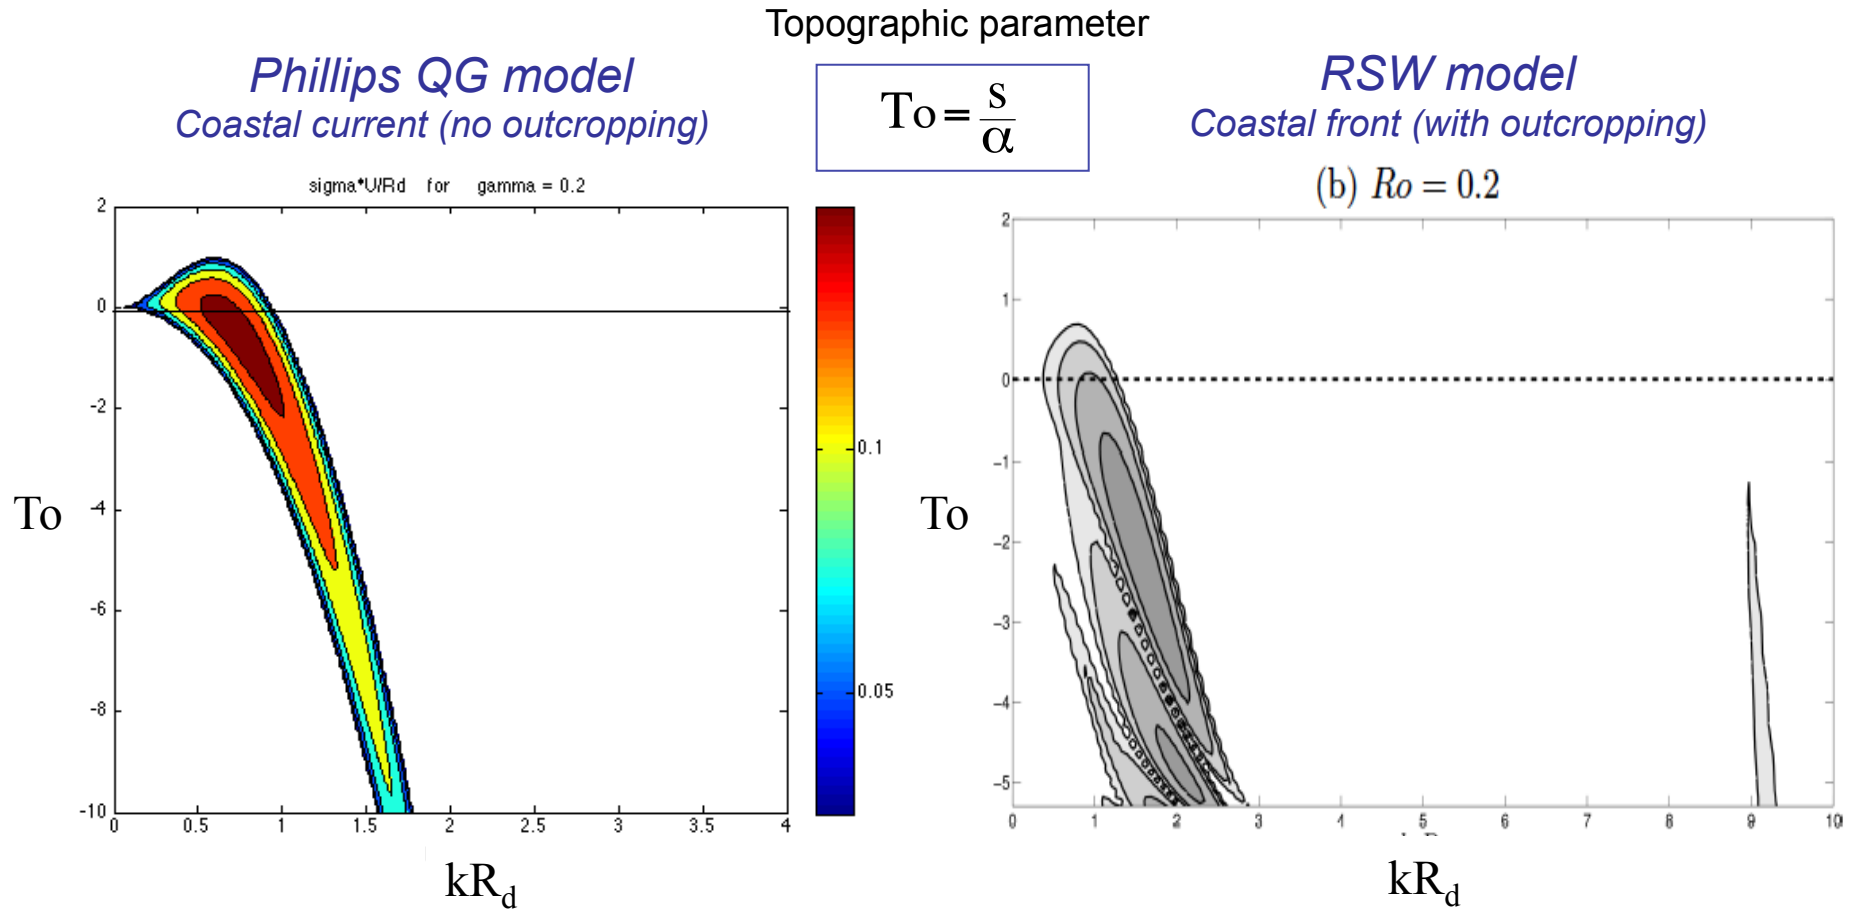 Topographic parameter
Phillips QG model
Coastal current (no outcropping)
To = s/α
RSW model
Coastal front (with outcropping)
sigma*U/Rd for gamma = 0.2
(b) Ro = 0.2
2
0
-2
-4
-6
-8
-10
0 0.5 1 1.5 2 2.5 3 3.5 4
To
kRd
0.1
0.05
2
1
0
-1
-2
-3
-4
-5
0 1 2 3 4 5 6 7 8 9 10
To
kRd